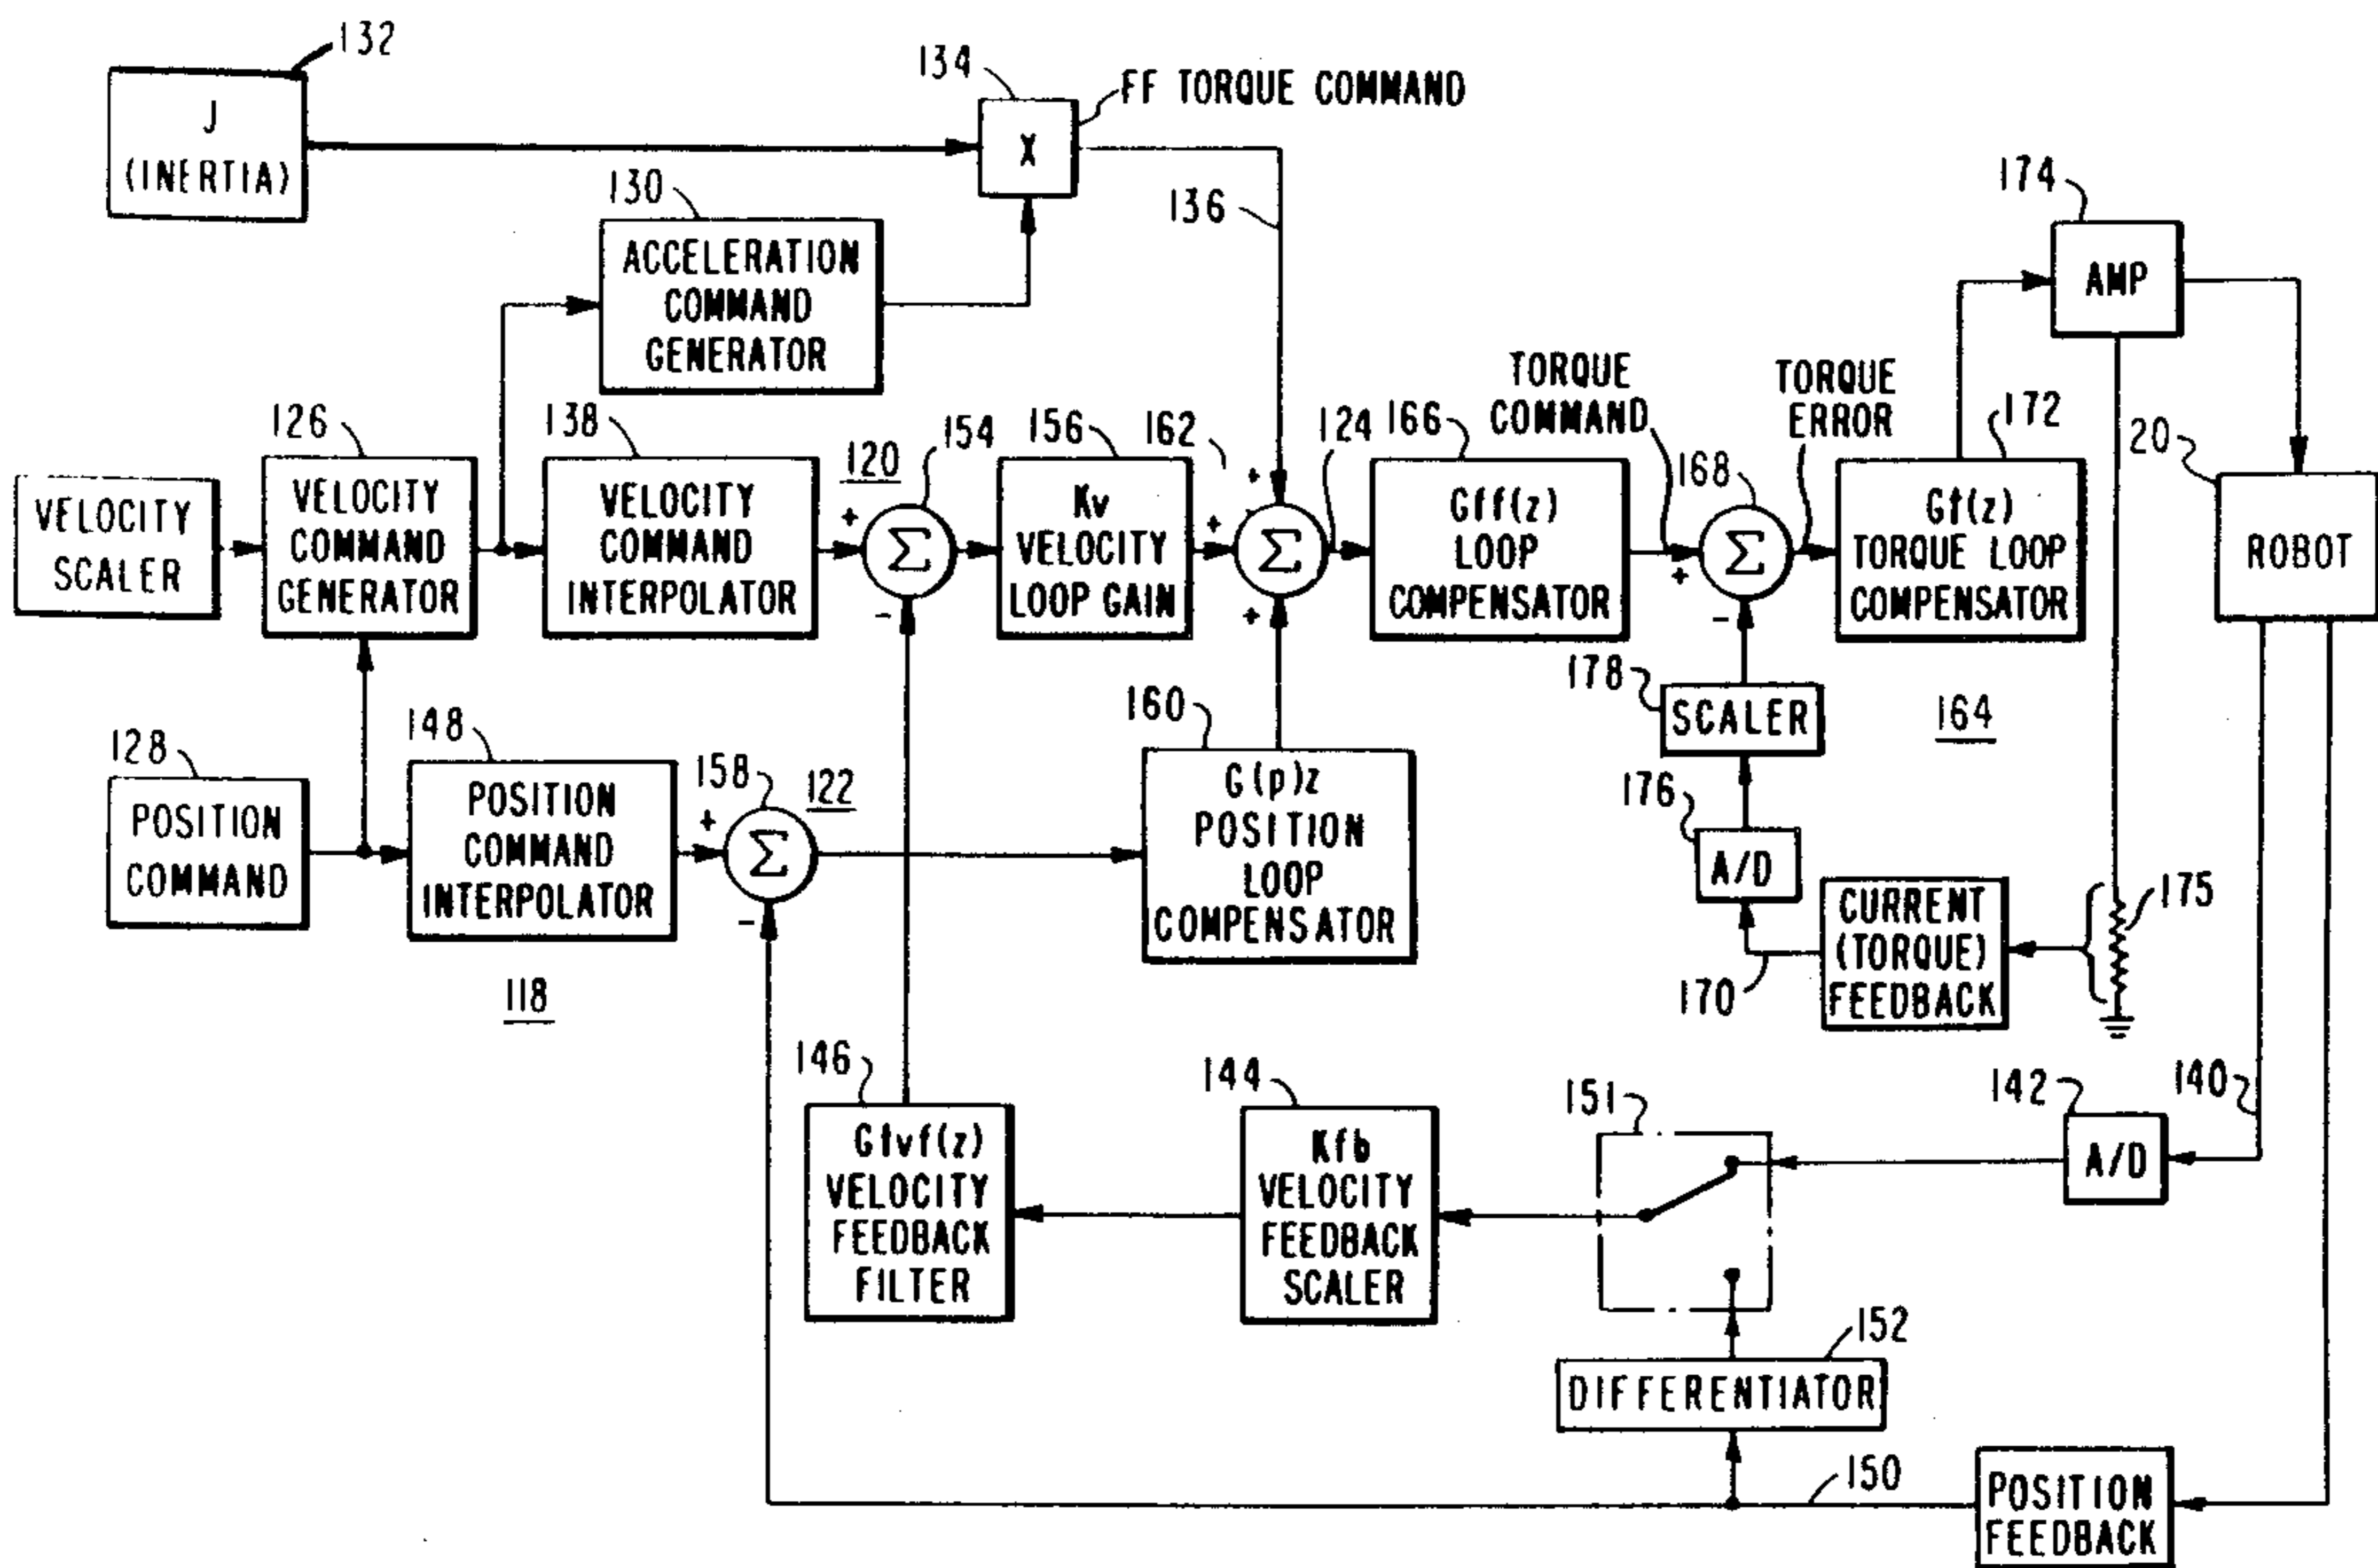 132
J
(INERTIA)
134
X
FF TORQUE COMMAND
130
ACCELERATION
COMMAND
GENERATOR
136
174
AMP
VELOCITY
SCALER
126
VELOCITY
COMMAND
GENERATOR
138
VELOCITY
COMMAND
INTERPOLATOR
120
+
-
154
Σ
156
Kv
VELOCITY
LOOP GAIN
162
+
+
+
Σ
124
166
Gff(z)
LOOP
COMPENSATOR
TORQUE
COMMAND
168
+
-
Σ
TORQUE
ERROR
172
Gt(z)
TORQUE LOOP
COMPENSATOR
20
ROBOT
128
POSITION
COMMAND
148
POSITION
COMMAND
INTERPOLATOR
158
+
-
Σ
122
160
G(p)z
POSITION
LOOP
COMPENSATOR
178
SCALER
164
176
A/D
170
CURRENT
(TORQUE)
FEEDBACK
175
118
146
Gtvf(z)
VELOCITY
FEEDBACK
FILTER
144
Kfb
VELOCITY
FEEDBACK
SCALER
151
142
A/D
140
152
DIFFERENTIATOR
150
POSITION
FEEDBACK